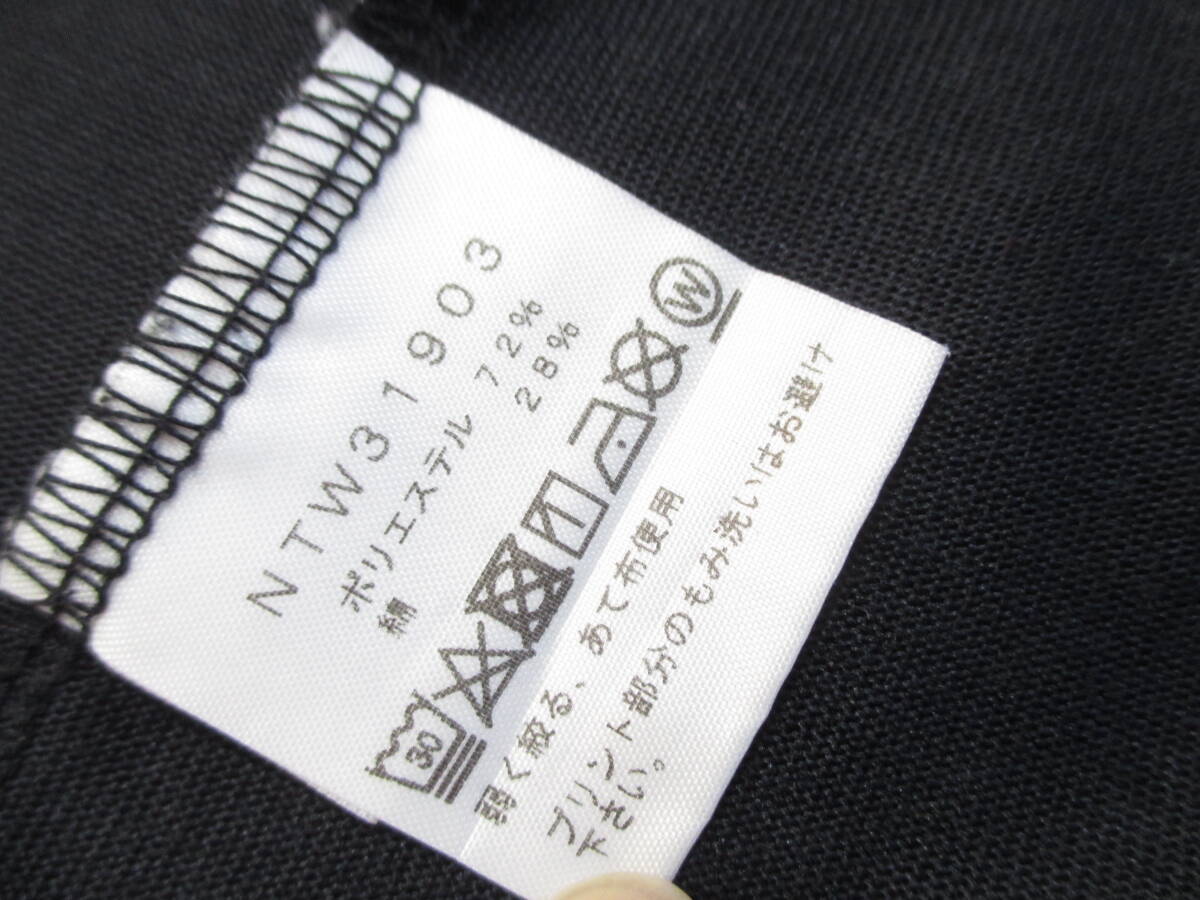 NTW31903
ポリエステル 72%
綿 28%
30
W
弱く絞る、あて布使用
プリント部分のもみ洗いはお避け
下さい。